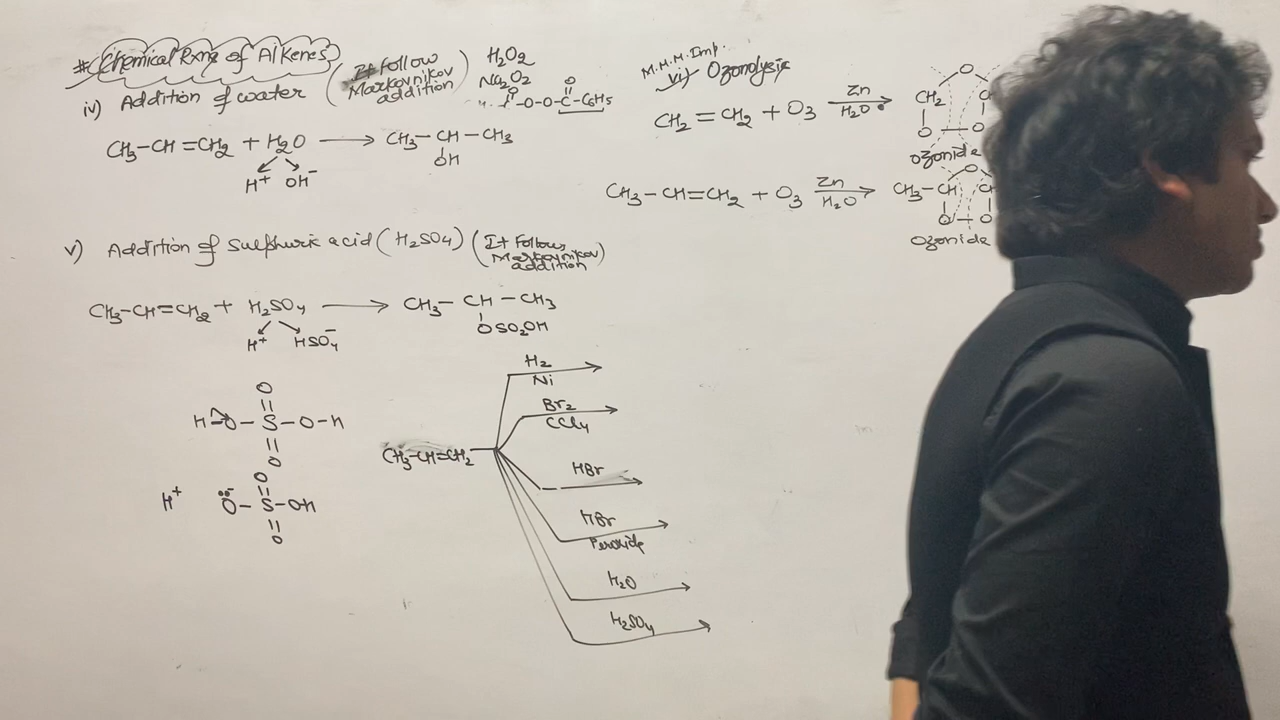 # Chemical Rxns of Alkenes
iv) Addition of water (It follow Markovnikov addition)
H2O2
Na2O2
O O
-C-O-O-C-C6H5
CH3-CH=CH2 + H2O → CH3-CH-CH3
OH
H+ OH-
v) Addition of Sulphuric acid (H2SO4) (It Follows Markovnikov addition)
CH3-CH=CH2 + H2SO4 → CH3-CH-CH3
OSO2OH
H+ HSO4-
O
H-O-S-O-H
O
O
H+ O- -S-OH
O
CH3-CH=CH2
H2
Ni
Br2
CCl4
HBr
HBr
Peroxide
H2O
H2SO4
M.M.M.Imp.
vi) Ozonolysis
CH2=CH2 + O3 Zn → H2O
O
CH2
O-O
Ozonide
CH3-CH=CH2 + O3 Zn → H2O
O
CH3-CH
O-O
Ozonide